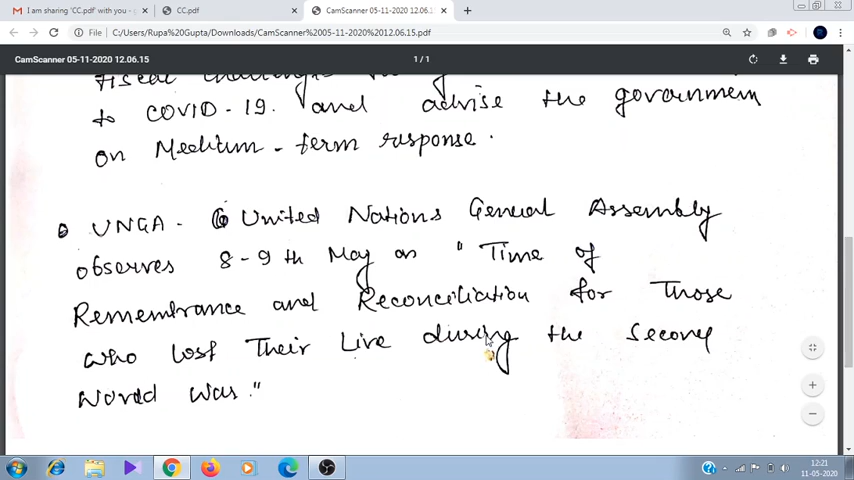 I am sharing 'CC.pdf' with you - g
CC.pdf
CamScanner 05-11-2020 12.06.15.
File | C:/Users/Rupa%20Gupta/Downloads/CamScanner%2005-11-2020%2012.06.15.pdf
CamScanner 05-11-2020 12.06.15
1/1
fiscal challenges
to COVID-19. and advise the government
on Medium-term response.
UNGA - United Nations General Assembly
observes 8-9th May as "Time of
Remembrance and Reconciliation for Those
who lost Their Live during the Second
World War."
12:21
11-05-2020